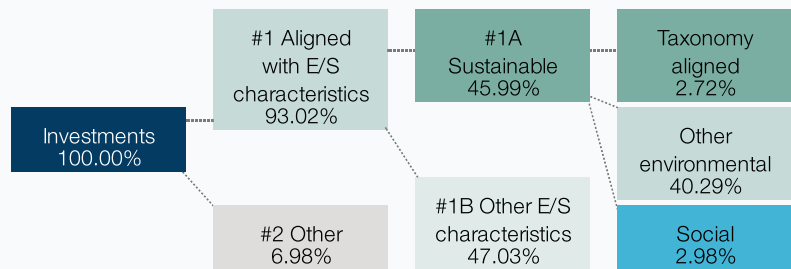 Investments
100.00%
#1 Aligned
with E/S
characteristics
93.02%
#2 Other
6.98%
#1A
Sustainable
45.99%
#1B Other E/S
characteristics
47.03%
Taxonomy
aligned
2.72%
Other
environmental
40.29%
Social
2.98%